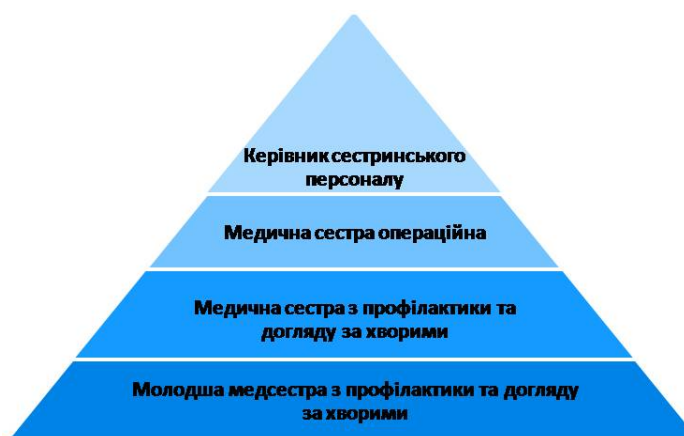 Керівник сестринського
персоналу
Медична сестра операційна
Медична сестра з профілактики та
догляду за хворими
Молодша медсестра з профілактики та догляду
за хворими